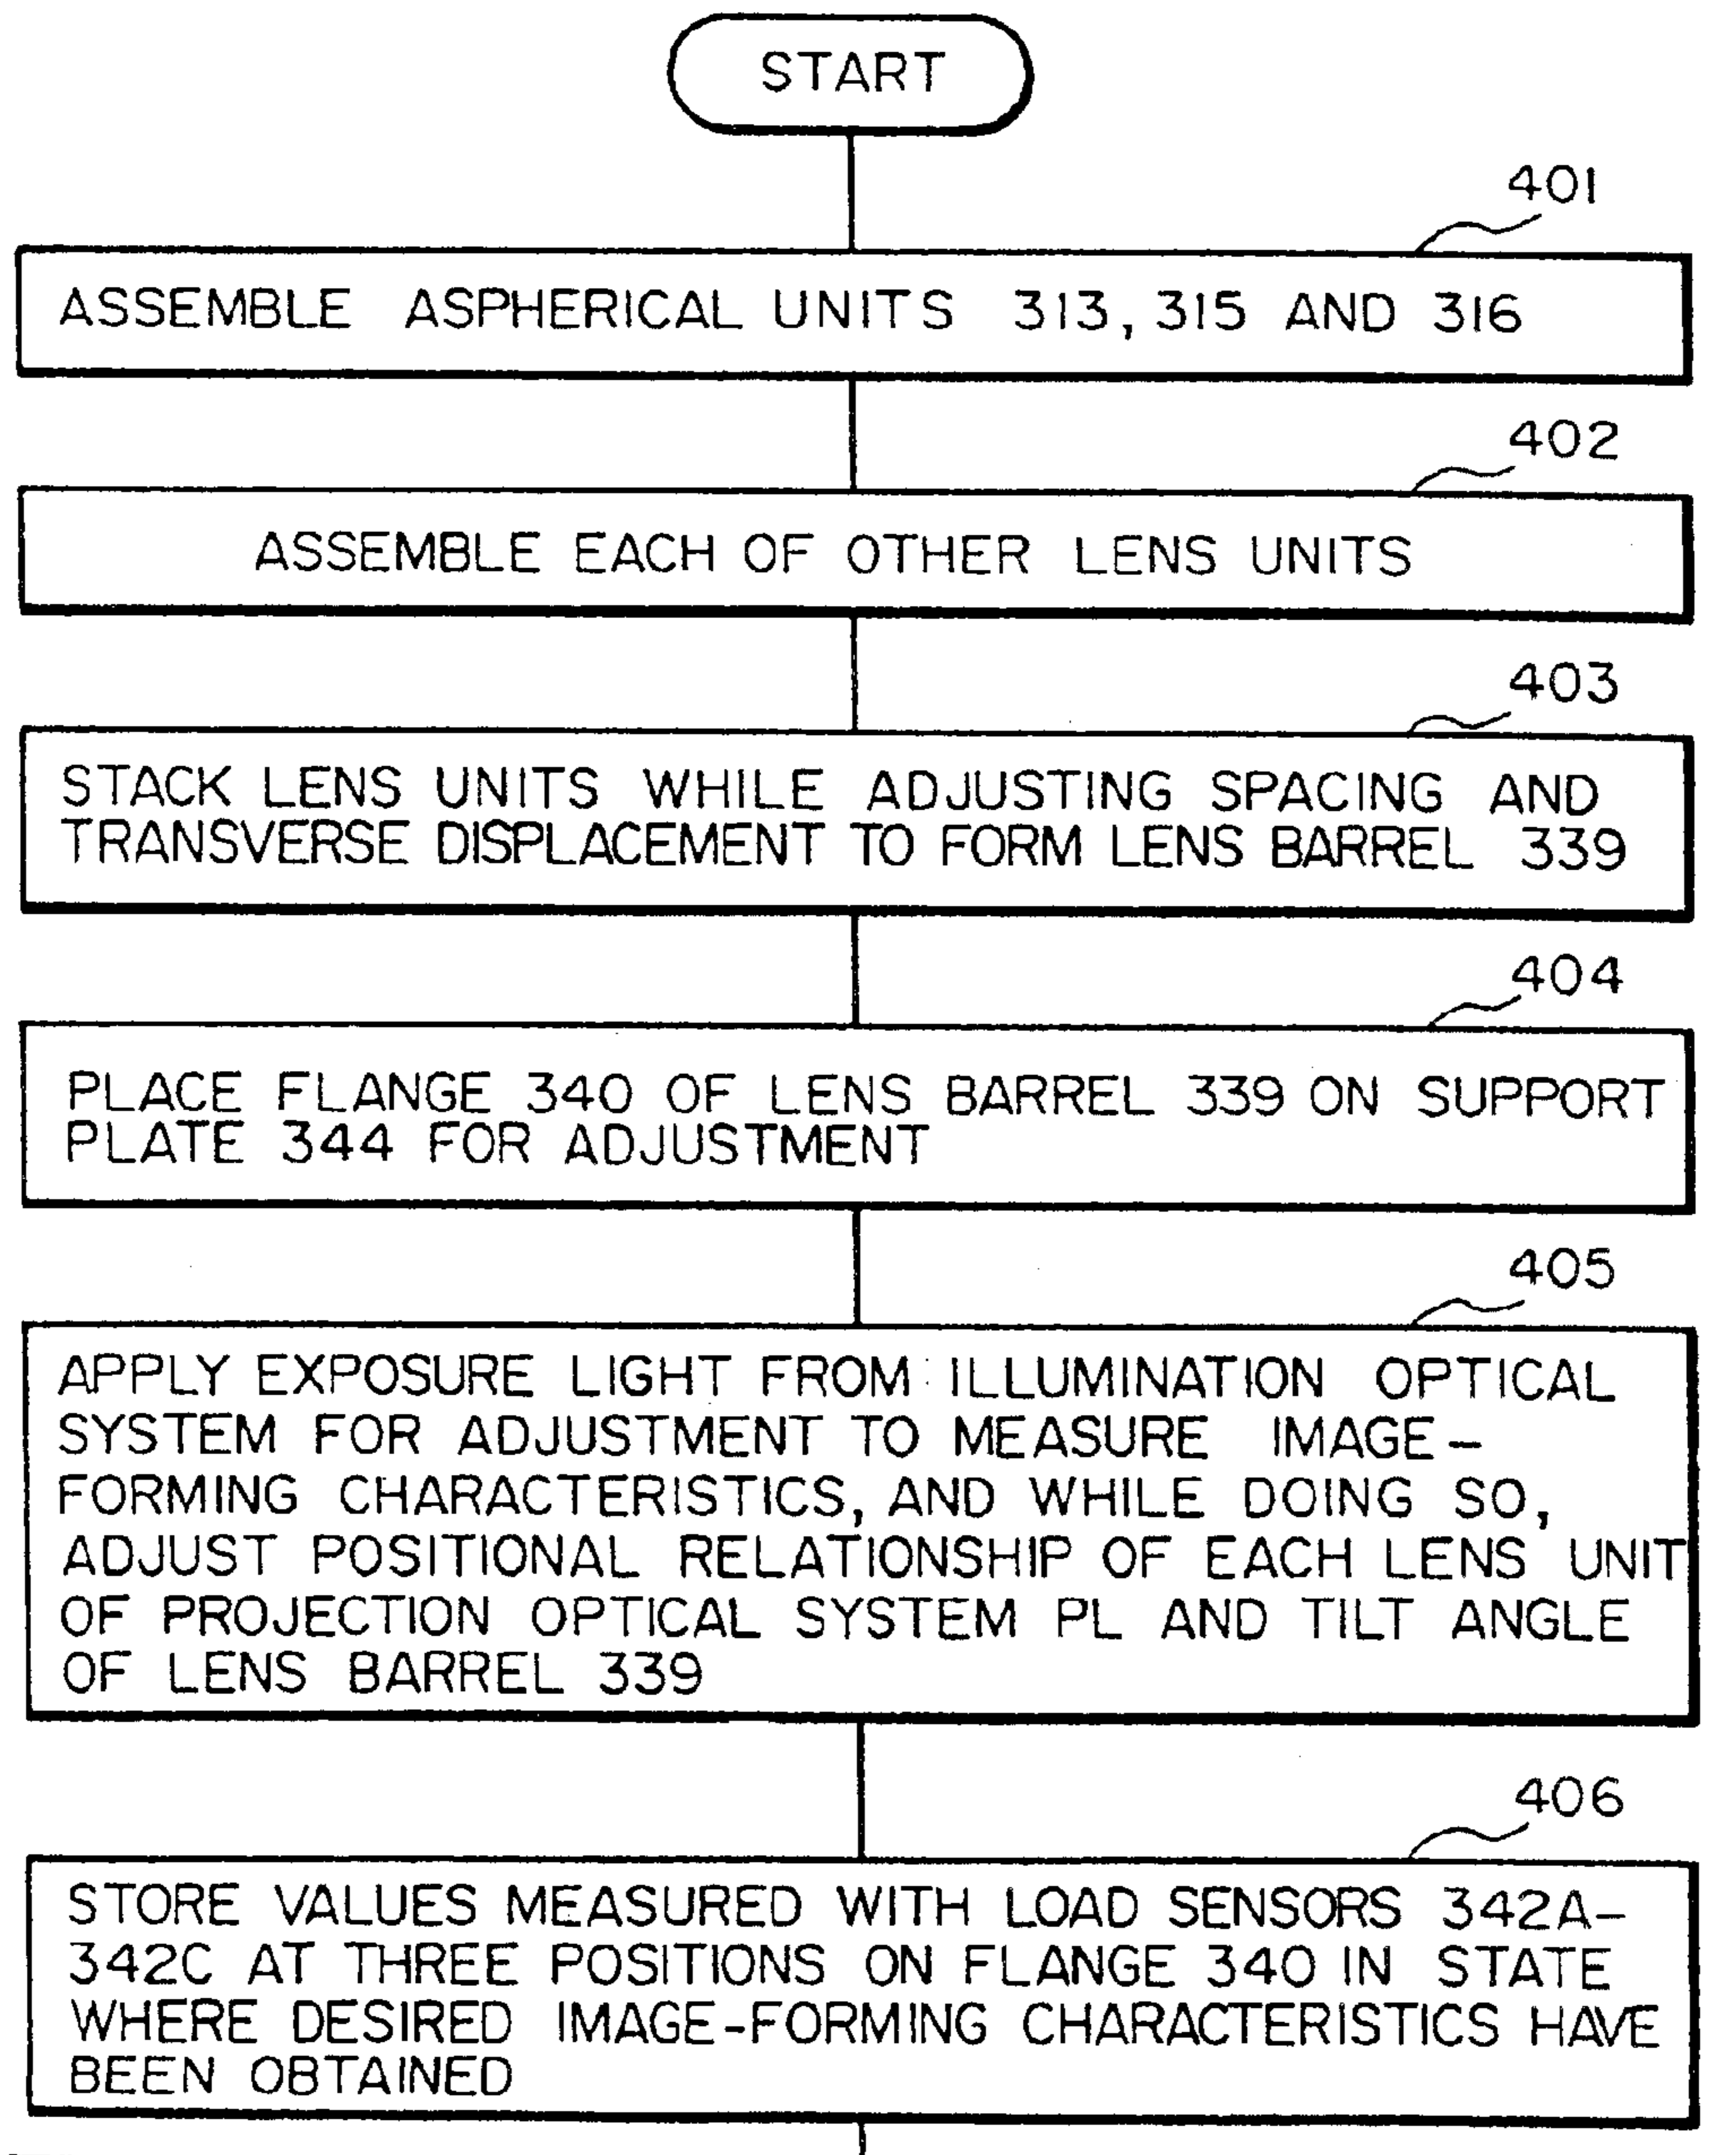 START
401
ASSEMBLE ASPHERICAL UNITS 313, 315 AND 316
402
ASSEMBLE EACH OF OTHER LENS UNITS
403
STACK LENS UNITS WHILE ADJUSTING SPACING AND
TRANSVERSE DISPLACEMENT TO FORM LENS BARREL 339
404
PLACE FLANGE 340 OF LENS BARREL 339 ON SUPPORT
PLATE 344 FOR ADJUSTMENT
405
APPLY EXPOSURE LIGHT FROM ILLUMINATION OPTICAL
SYSTEM FOR ADJUSTMENT TO MEASURE IMAGE-
FORMING CHARACTERISTICS, AND WHILE DOING SO,
ADJUST POSITIONAL RELATIONSHIP OF EACH LENS UNIT
OF PROJECTION OPTICAL SYSTEM PL AND TILT ANGLE
OF LENS BARREL 339
406
STORE VALUES MEASURED WITH LOAD SENSORS 342A-
342C AT THREE POSITIONS ON FLANGE 340 IN STATE
WHERE DESIRED IMAGE-FORMING CHARACTERISTICS HAVE
BEEN OBTAINED